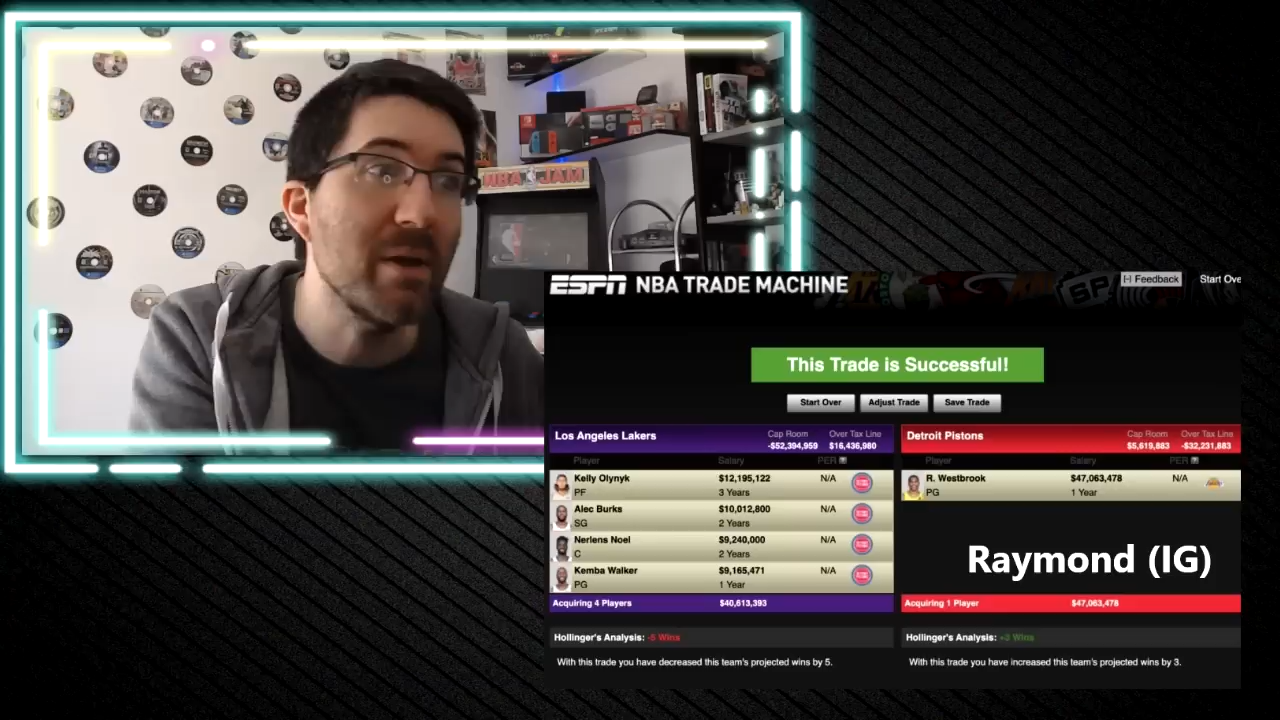 NBA JAM
ESPN NBA TRADE MACHINE
[-] Feedback
Start Ove
This Trade is Successful!
Start Over
Adjust Trade
Save Trade
Los Angeles Lakers
Cap Room
-$52,394,959
Over Tax Line
$16,436,980
Player
Salary
PER
Kelly Olynyk
PF
$12,195,122
3 Years
N/A
Alec Burks
SG
$10,012,800
2 Years
N/A
Nerlens Noel
C
$9,240,000
2 Years
N/A
Kemba Walker
PG
$9,165,471
1 Year
N/A
Acquiring 4 Players
$40,613,393
Hollinger's Analysis: -5 Wins
With this trade you have decreased this team's projected wins by 5.
Detroit Pistons
Cap Room
$5,619,883
Over Tax Line
-$32,231,883
Player
Salary
PER
R. Westbrook
PG
$47,063,478
1 Year
N/A
Raymond (IG)
Acquiring 1 Player
$47,063,478
Hollinger's Analysis: +3 Wins
With this trade you have increased this team's projected wins by 3.